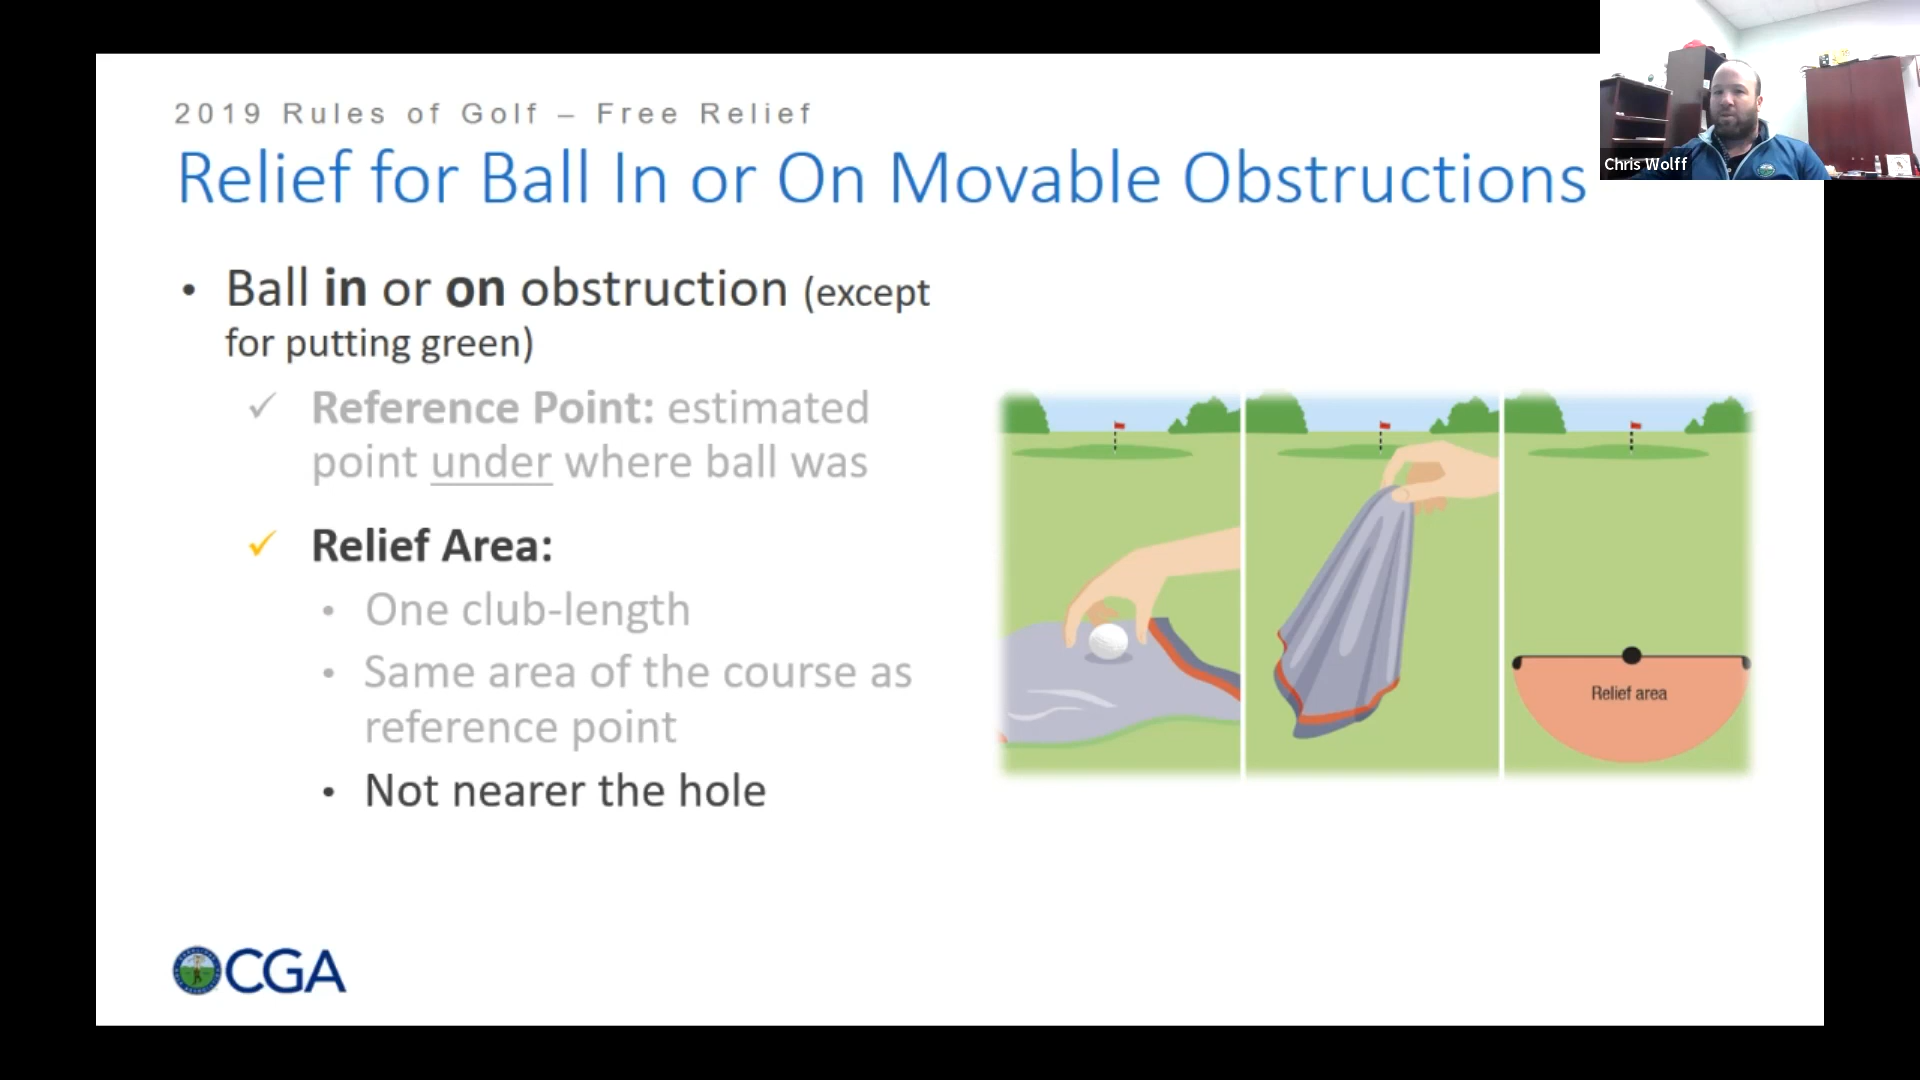 2019 Rules of Golf – Free Relief
Relief for Ball In or On Movable Obstructions
Chris Wolff
• Ball in or on obstruction (except
for putting green)
✓ Reference Point: estimated
point under where ball was
✓ Relief Area:
• One club-length
• Same area of the course as
reference point
• Not nearer the hole
Relief area
CGA